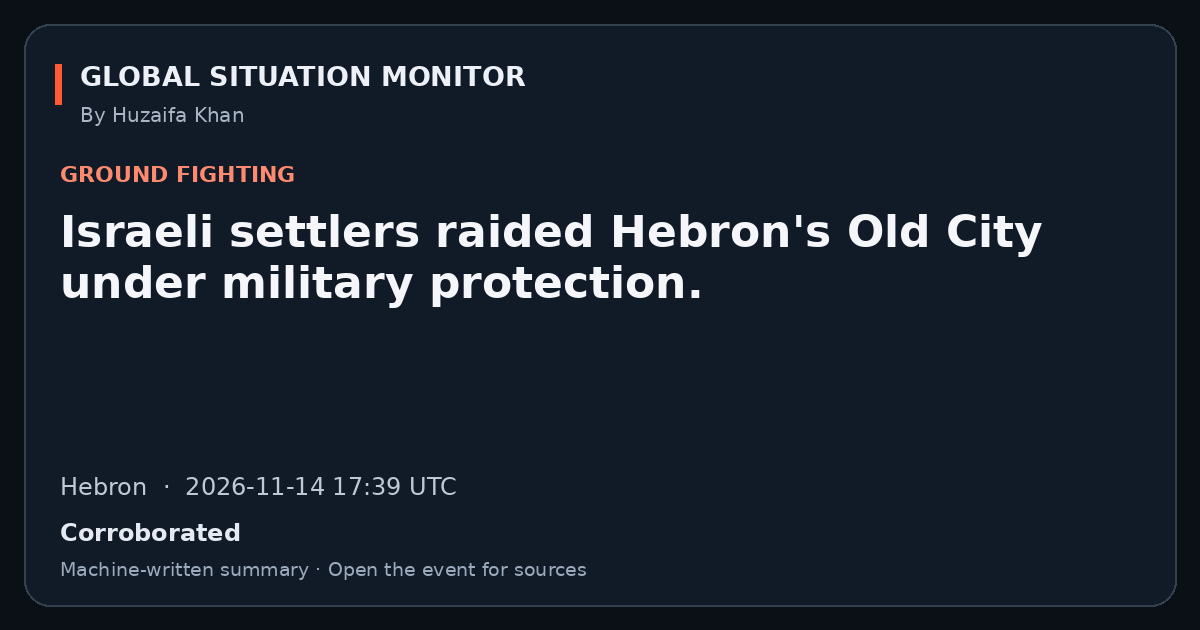 GLOBAL SITUATION MONITOR
By Huzaifa Khan
GROUND FIGHTING
Israeli settlers raided Hebron's Old City
under military protection.
Hebron · 2026-11-14 17:39 UTC
Corroborated
Machine-written summary · Open the event for sources